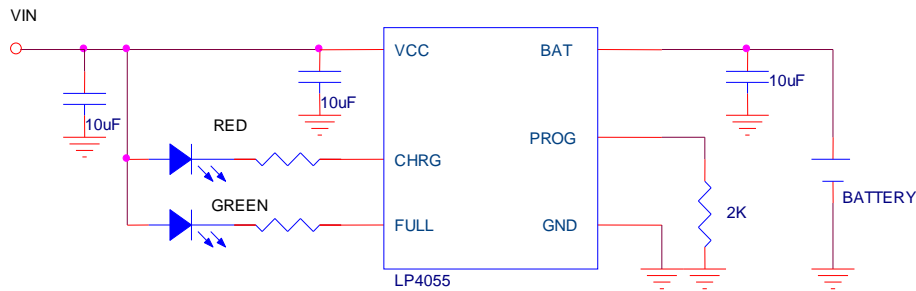 VIN
VCC
BAT
10uF
10uF
10uF
RED
PROG
CHRG
GREEN
BATTERY
2K
FULL
GND
LP4055